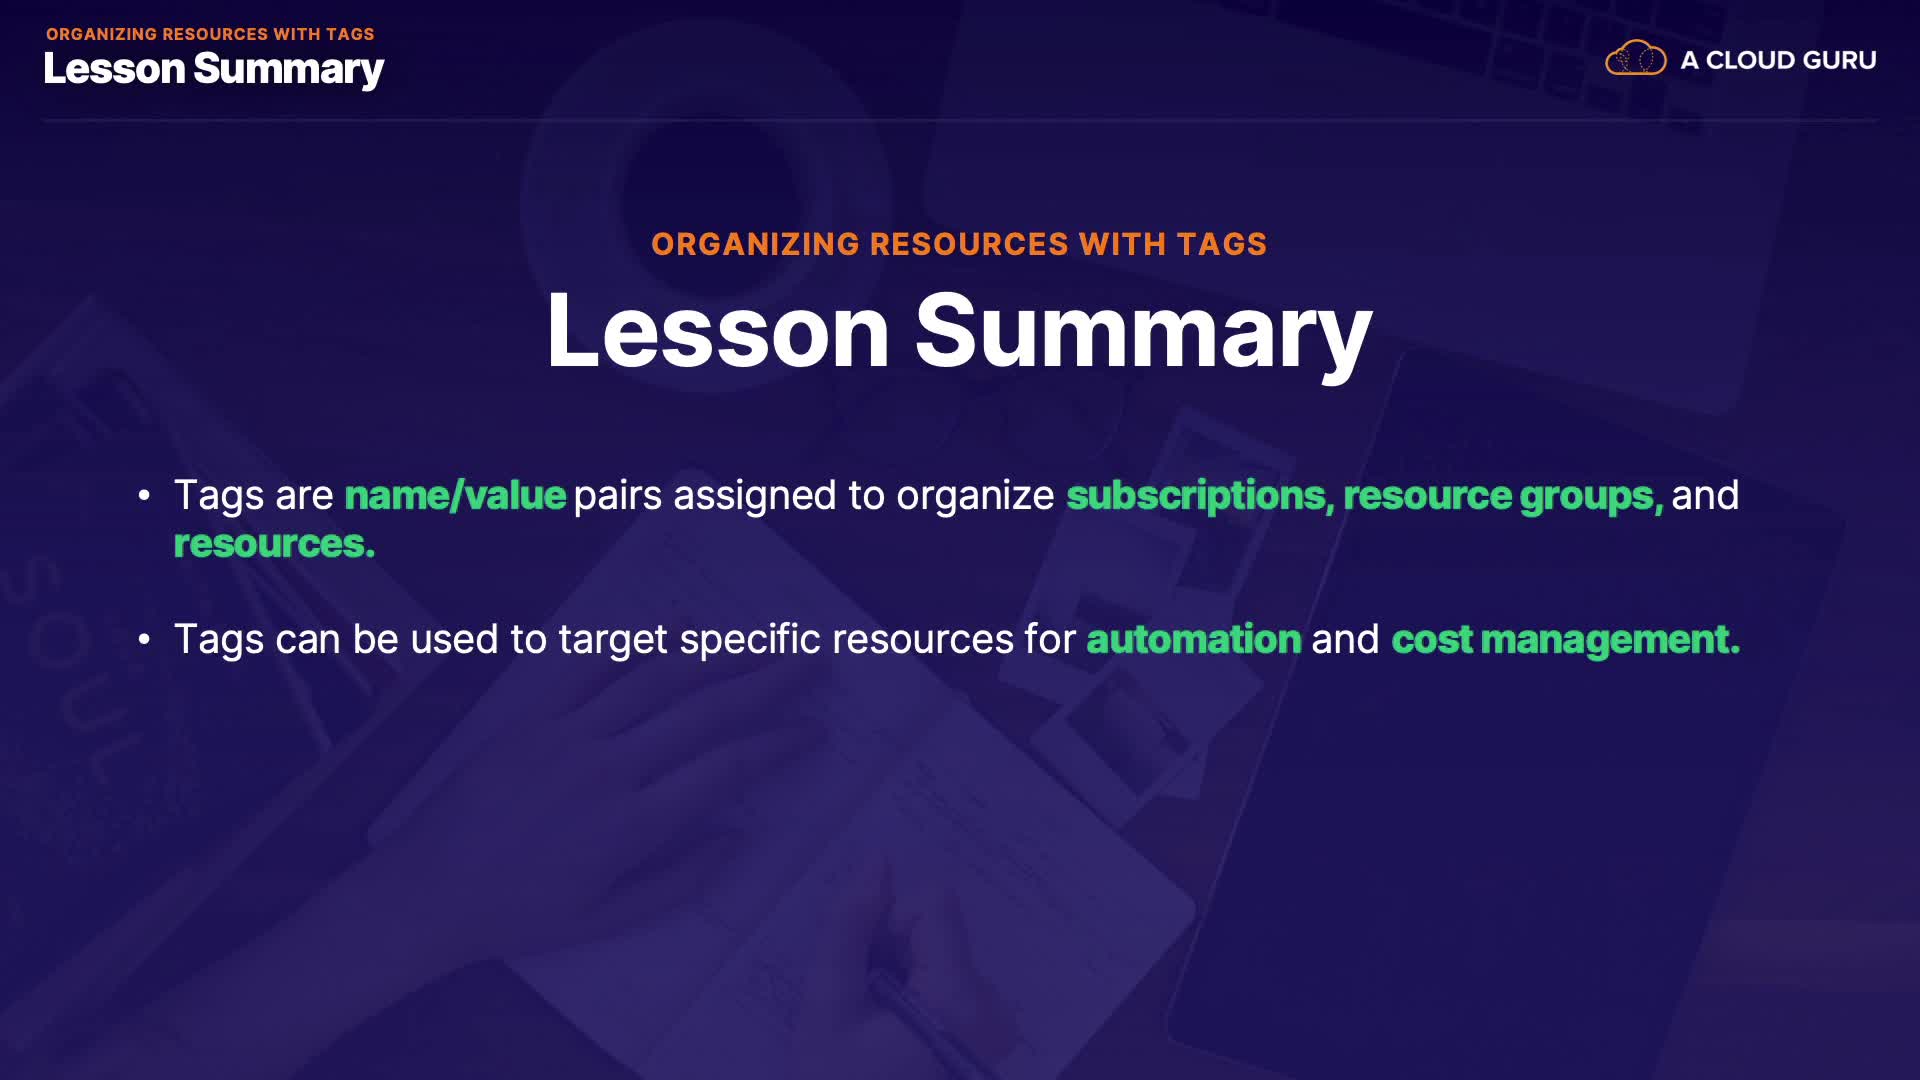 ORGANIZING RESOURCES WITH TAGS
Lesson Summary
A CLOUD GURU
ORGANIZING RESOURCES WITH TAGS
Lesson Summary
• Tags are name/value pairs assigned to organize subscriptions, resource groups, and
resources.
• Tags can be used to target specific resources for automation and cost management.
SOUL